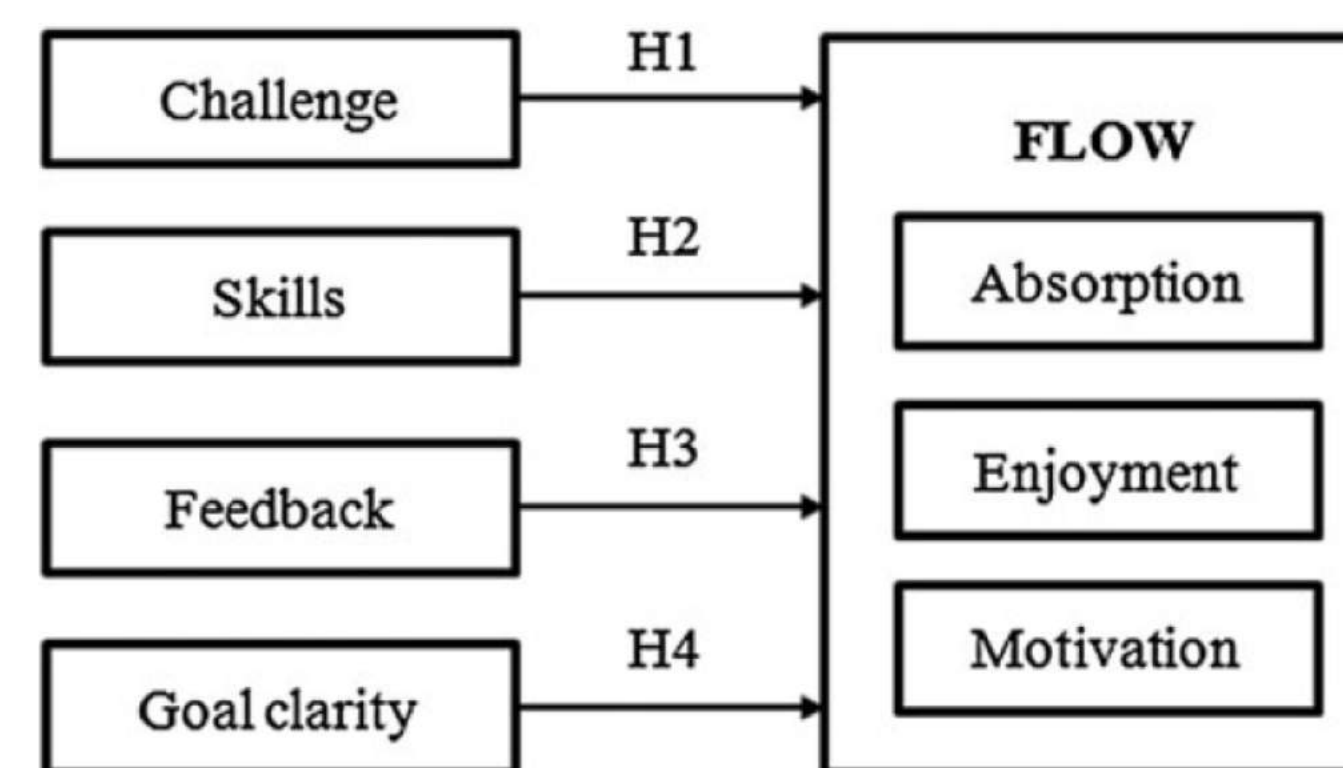 Challenge
H1
FLOW
Skills
H2
Absorption
Feedback
H3
Enjoyment
Goal clarity
H4
Motivation